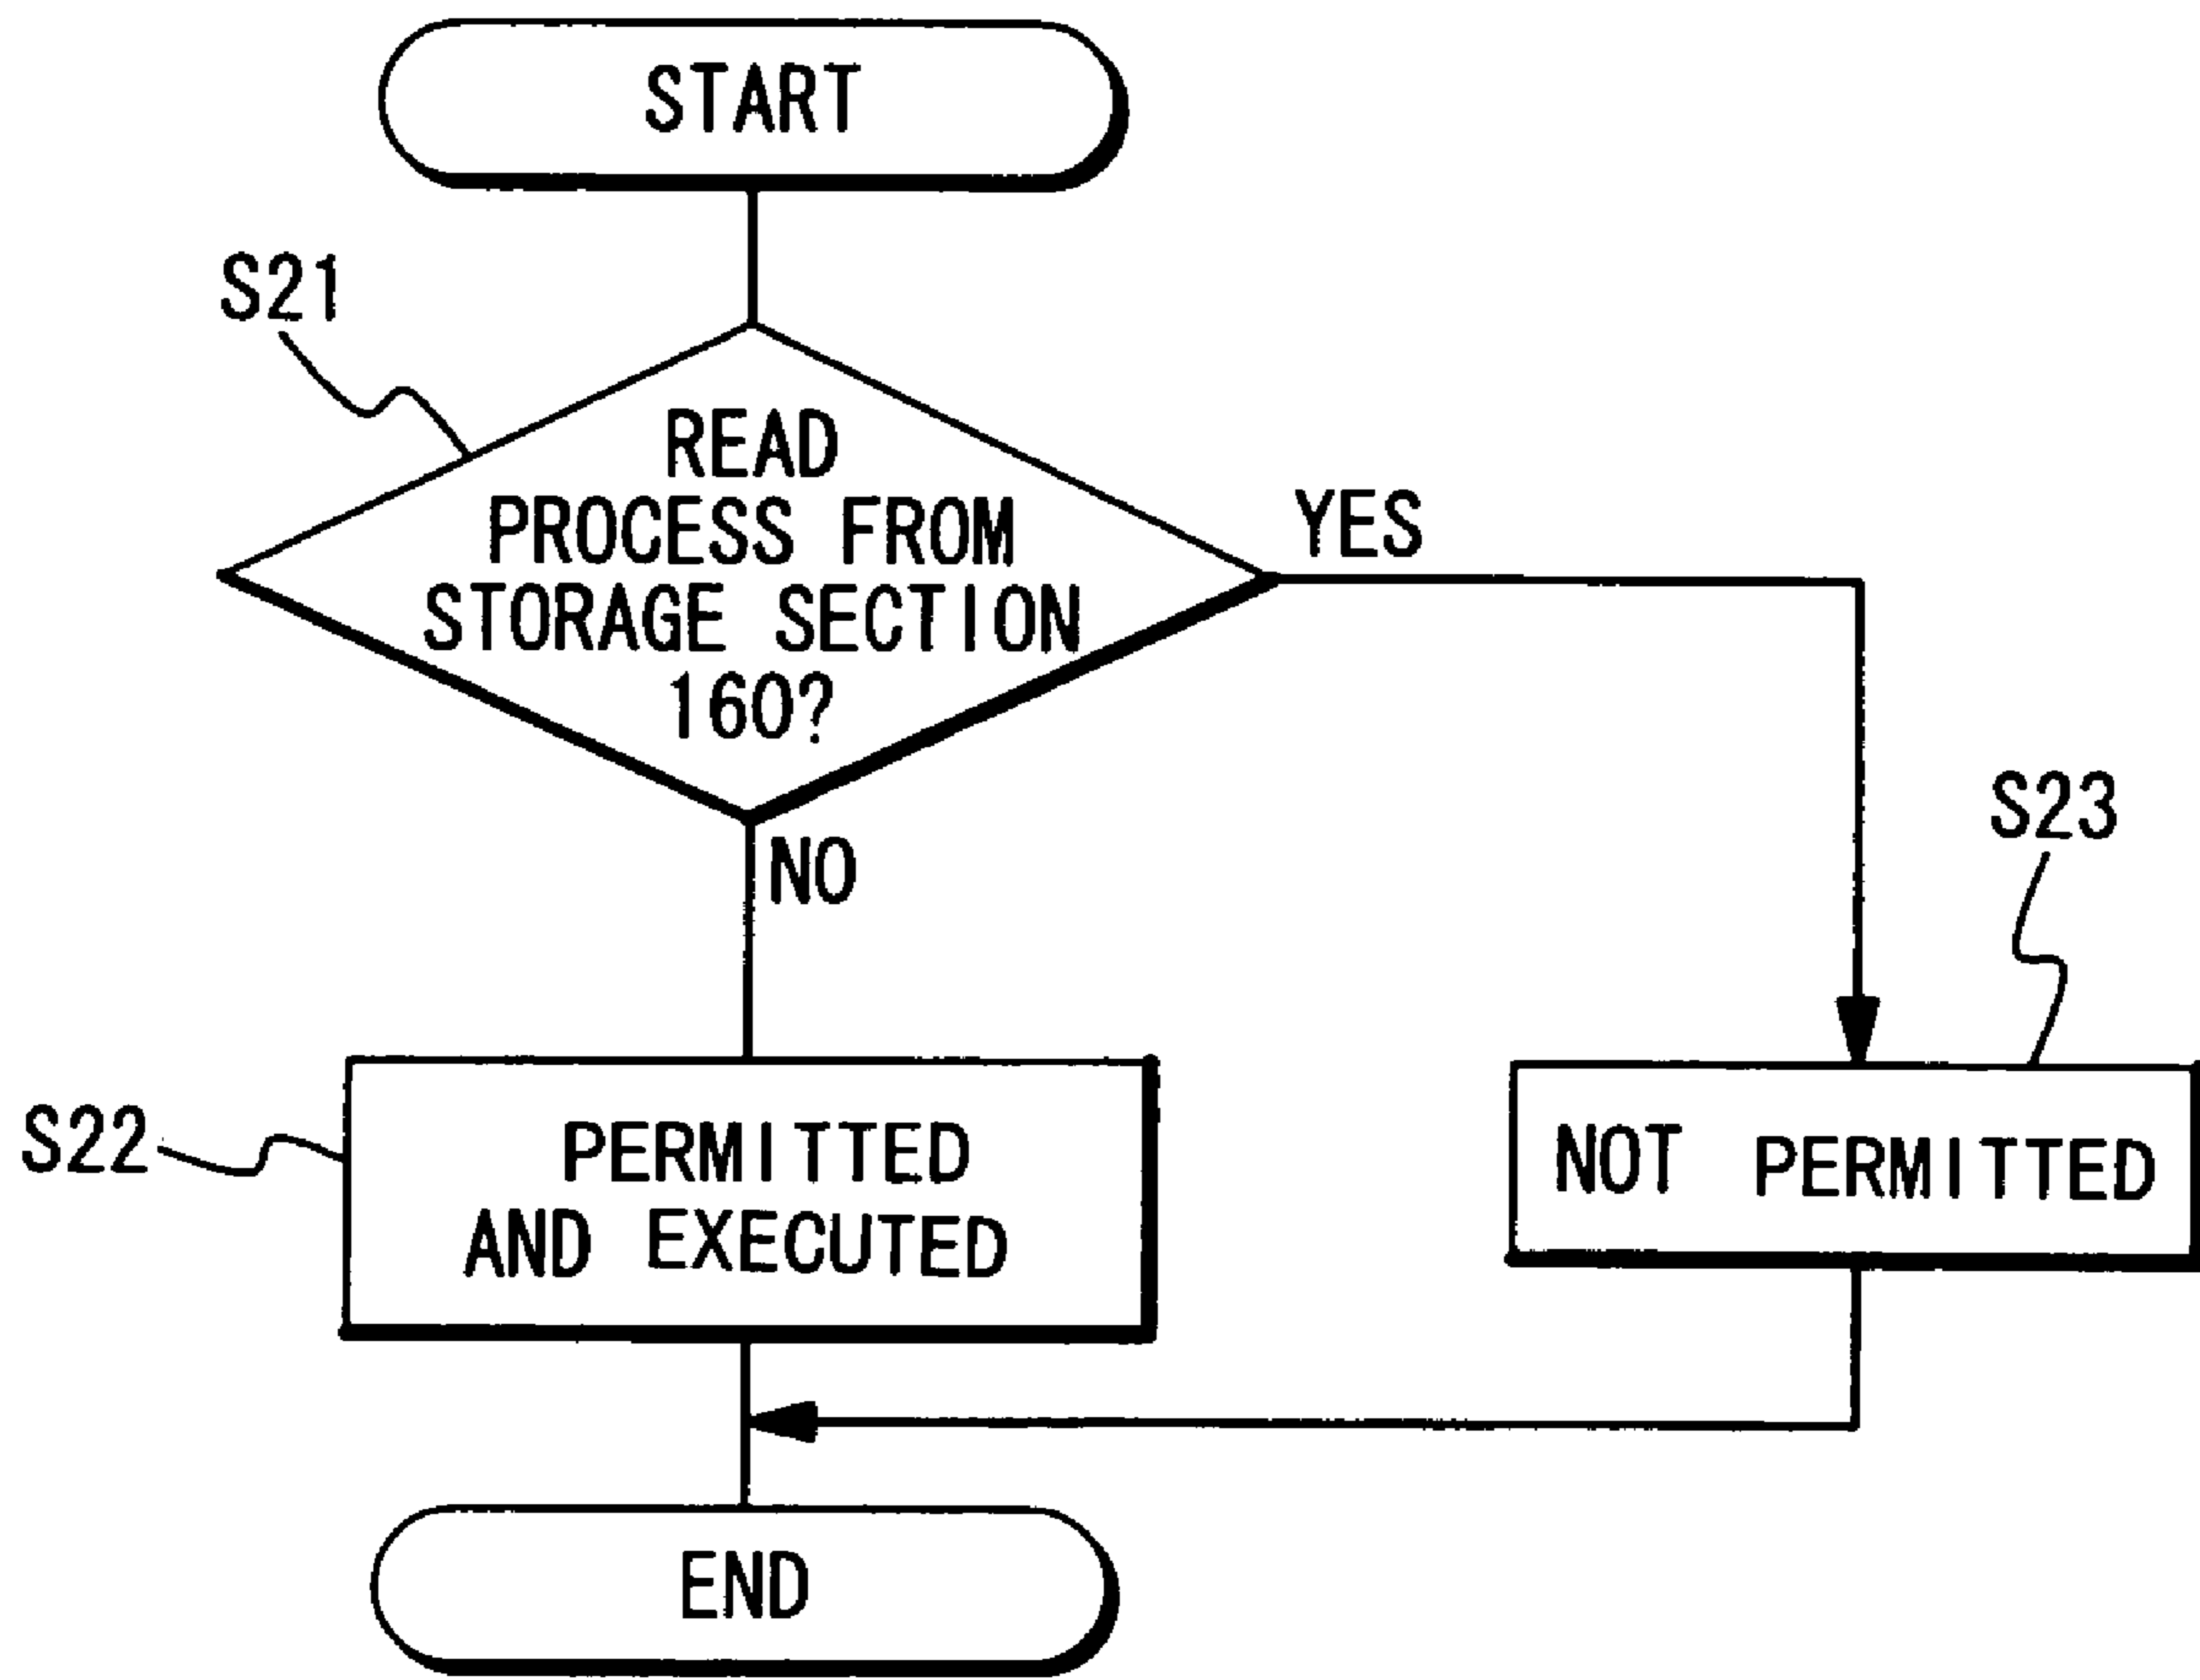 START
S21
READ
PROCESS FROM
STORAGE SECTION
160?
YES
NO
S23
S22
PERMITTED
AND EXECUTED
NOT PERMITTED
END